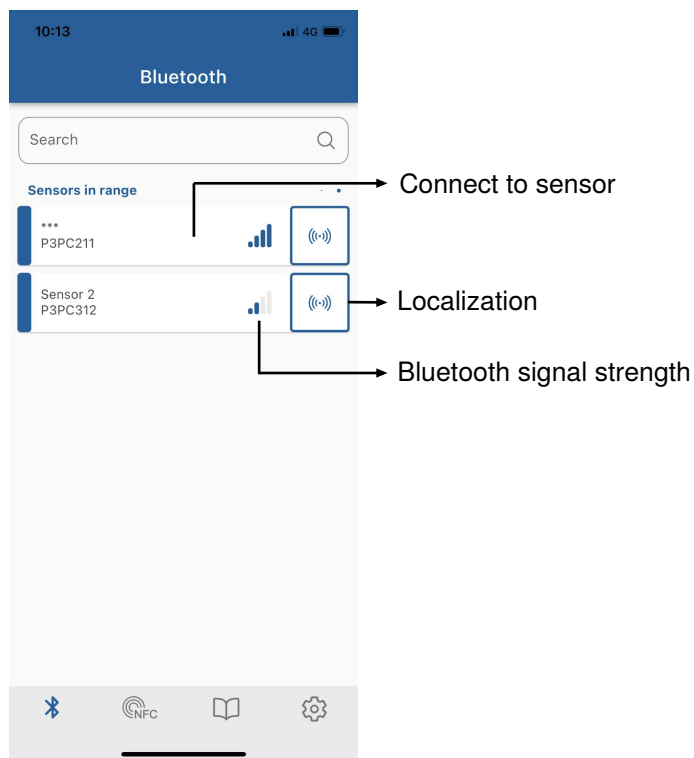 10:13
4G
Bluetooth
Search
Sensors in range
Connect to sensor
***
P3PC211
Sensor 2
P3PC312
Localization
Bluetooth signal strength
NFC